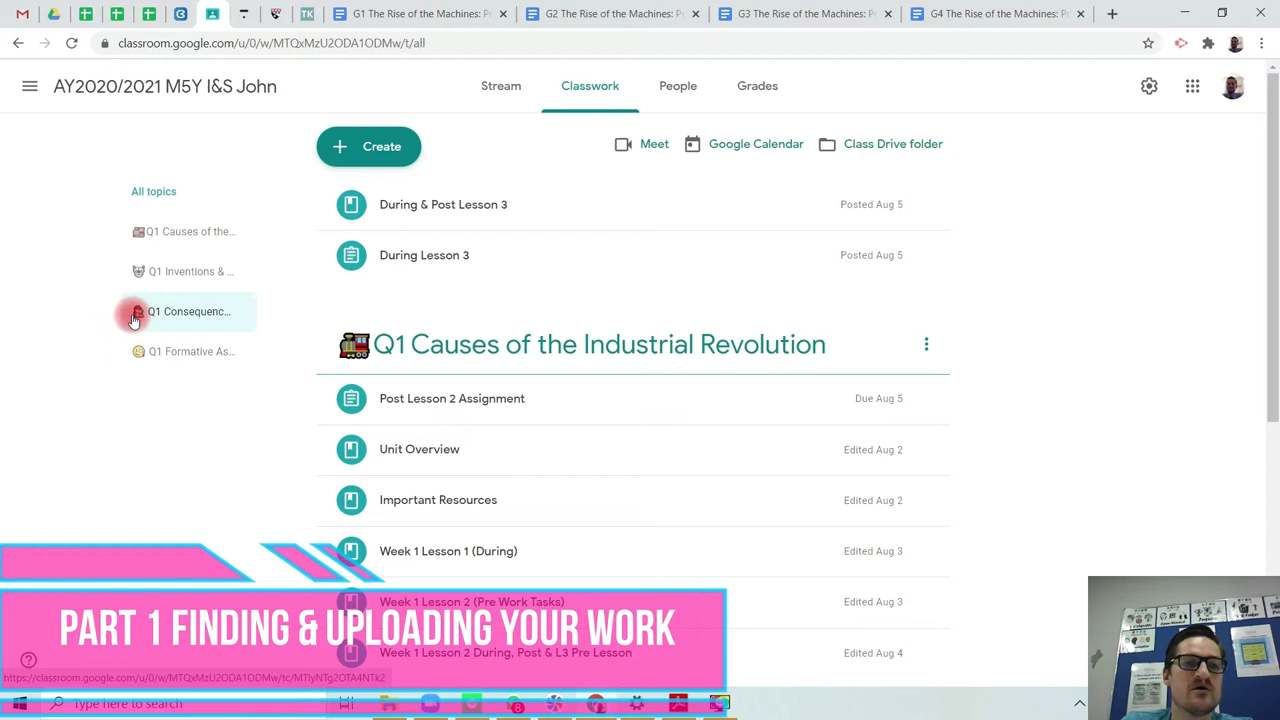 G1 The Rise of the Machines: P
G2 The Rise of the Machines: P
G3 The Rise of the Machines: P
G4 The Rise of the Machines: P
classroom.google.com/u/0/w/MTQxMzU2ODA1ODMw/t/all
AY2020/2021 M5Y I&S John
Stream
Classwork
People
Grades
Create
Meet
Google Calendar
Class Drive folder
All topics
Q1 Causes of the...
Q1 Inventions & ...
Q1 Consequenc...
Q1 Formative As...
During & Post Lesson 3
Posted Aug 5
During Lesson 3
Posted Aug 5
Q1 Causes of the Industrial Revolution
Post Lesson 2 Assignment
Due Aug 5
Unit Overview
Edited Aug 2
Important Resources
Edited Aug 2
Week 1 Lesson 1 (During)
Edited Aug 3
Week 1 Lesson 2 (Pre Work Tasks)
Edited Aug 3
PART 1 FINDING & UPLOADING YOUR WORK
Week 1 Lesson 2 During, Post & L3 Pre Lesson
Edited Aug 4
https://classroom.google.com/u/0/w/MTQxMzU2ODA1ODMw/tc/MTIyNTg2OTA4NTk2
Type here to search
8